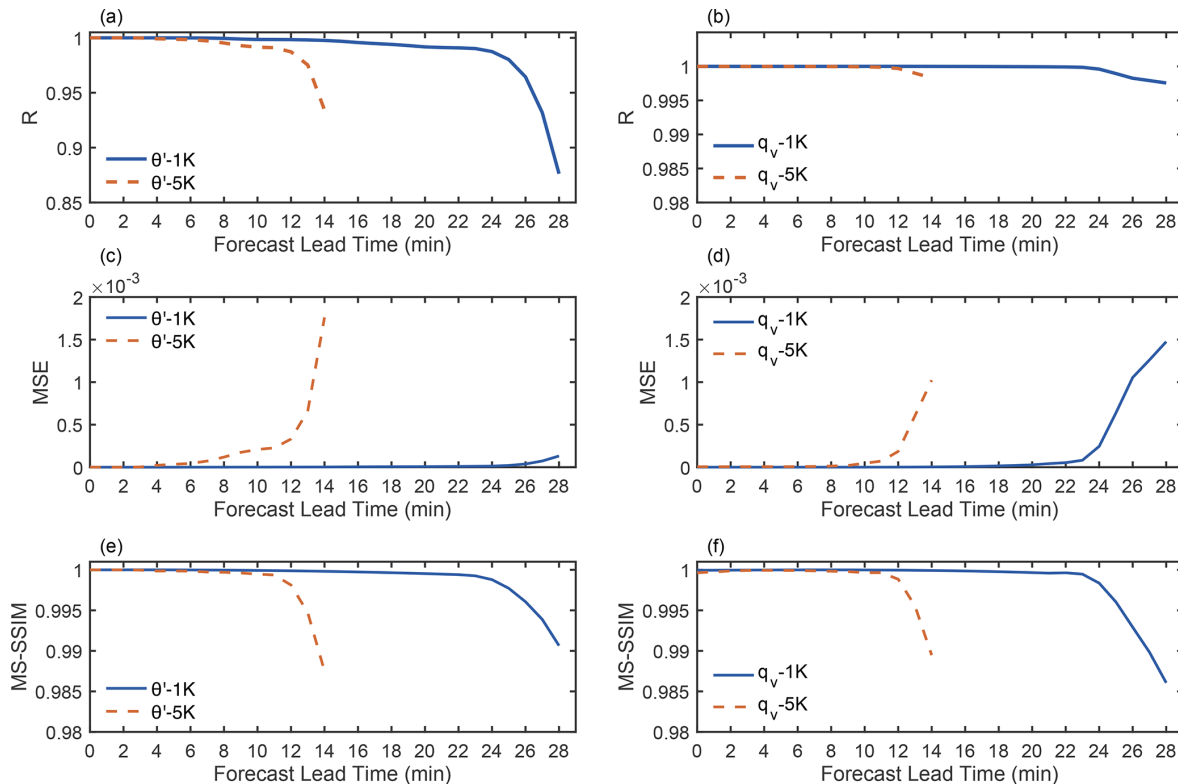 (a)
1
0.95
0.9
0.85
R
θ'-1K
θ'-5K
0 2 4 6 8 10 12 14 16 18 20 22 24 26 28
Forecast Lead Time (min)
(b)
1
0.995
0.99
0.985
0.98
R
q_v-1K
q_v-5K
0 2 4 6 8 10 12 14 16 18 20 22 24 26 28
Forecast Lead Time (min)
(c)
×10^-3
2
1.5
1
0.5
0
MSE
θ'-1K
θ'-5K
0 2 4 6 8 10 12 14 16 18 20 22 24 26 28
Forecast Lead Time (min)
(d)
×10^-3
2
1.5
1
0.5
0
MSE
q_v-1K
q_v-5K
0 2 4 6 8 10 12 14 16 18 20 22 24 26 28
Forecast Lead Time (min)
(e)
1
0.995
0.99
0.985
0.98
MS-SSIM
θ'-1K
θ'-5K
0 2 4 6 8 10 12 14 16 18 20 22 24 26 28
Forecast Lead Time (min)
(f)
1
0.995
0.99
0.985
0.98
MS-SSIM
q_v-1K
q_v-5K
0 2 4 6 8 10 12 14 16 18 20 22 24 26 28
Forecast Lead Time (min)